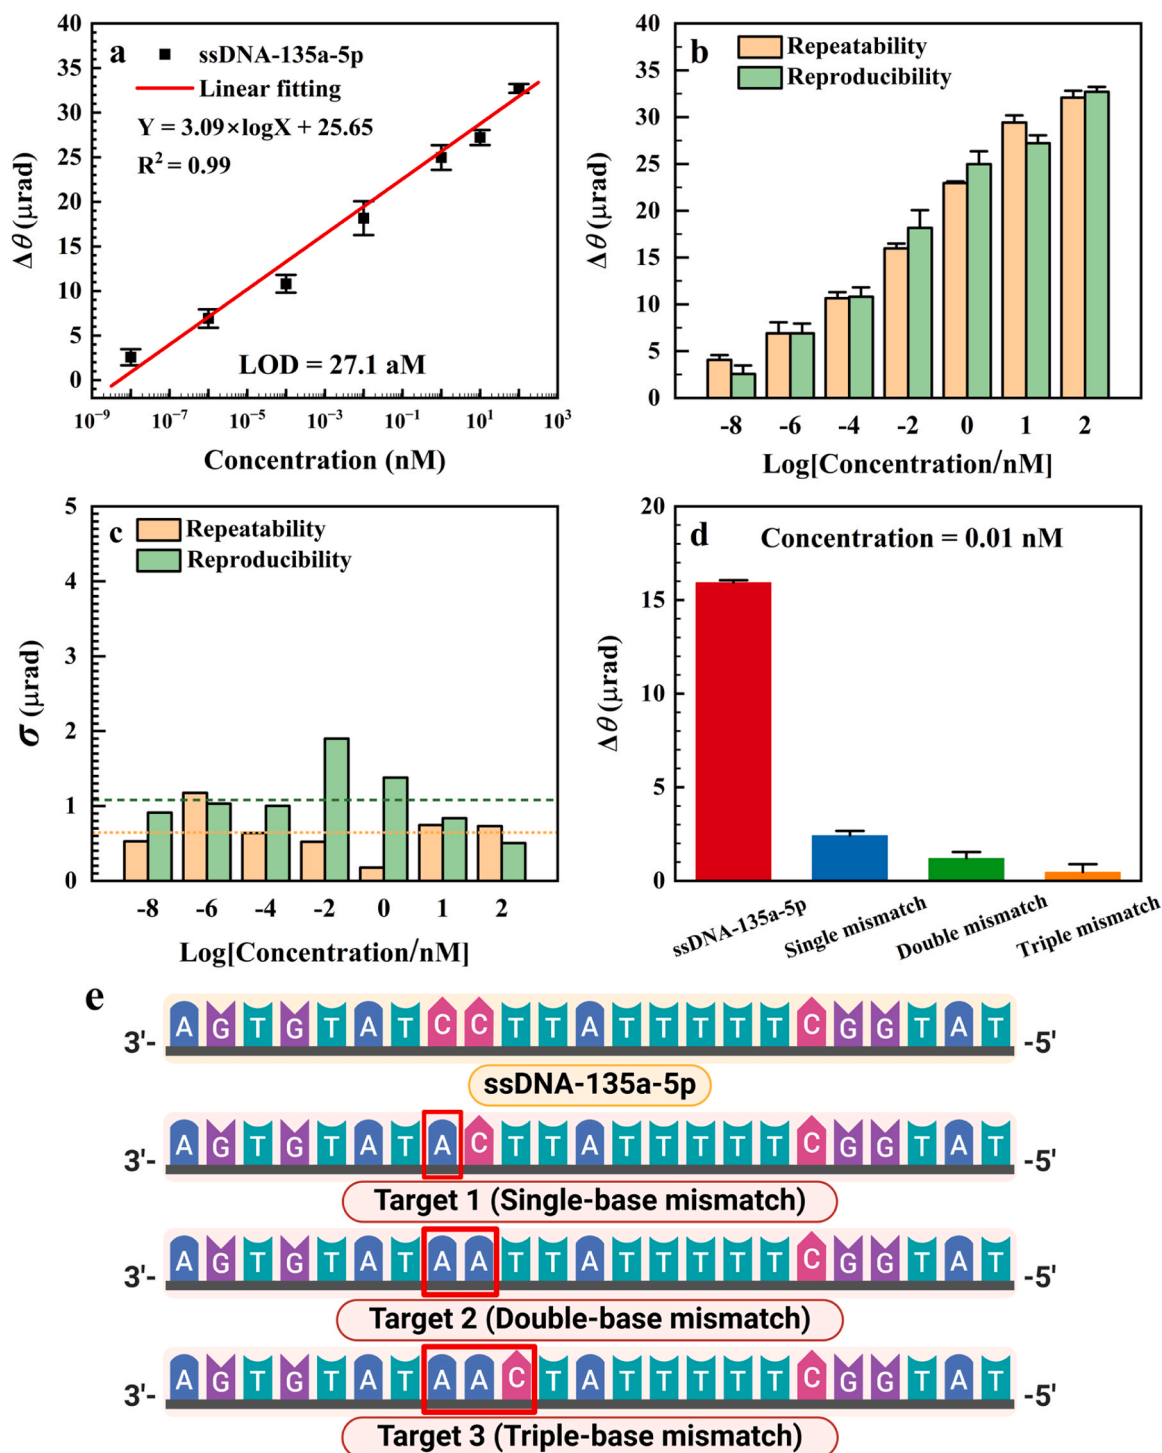 a
ssDNA-135a-5p
Linear fitting
Y = 3.09×logX + 25.65
R² = 0.99
LOD = 27.1 aM
Δθ (μrad)
40
35
30
25
20
15
10
5
0
10⁻⁹ 10⁻⁷ 10⁻⁵ 10⁻³ 10⁻¹ 10¹ 10³
Concentration (nM)
b
Repeatability
Reproducibility
Δθ (μrad)
40
35
30
25
20
15
10
5
0
-8 -6 -4 -2 0 1 2
Log[Concentration/nM]
c
Repeatability
Reproducibility
σ (μrad)
5
4
3
2
1
0
-8 -6 -4 -2 0 1 2
Log[Concentration/nM]
d
Concentration = 0.01 nM
Δθ (μrad)
20
15
10
5
0
ssDNA-135a-5p
Single mismatch
Double mismatch
Triple mismatch
e
3'- A G T G T A T C C T T A T T T T T C G G T A T -5'
ssDNA-135a-5p
3'- A G T G T A T A C T T A T T T T T C G G T A T -5'
Target 1 (Single-base mismatch)
3'- A G T G T A T A A T T A T T T T T C G G T A T -5'
Target 2 (Double-base mismatch)
3'- A G T G T A T A A C T A T T T T T C G G T A T -5'
Target 3 (Triple-base mismatch)